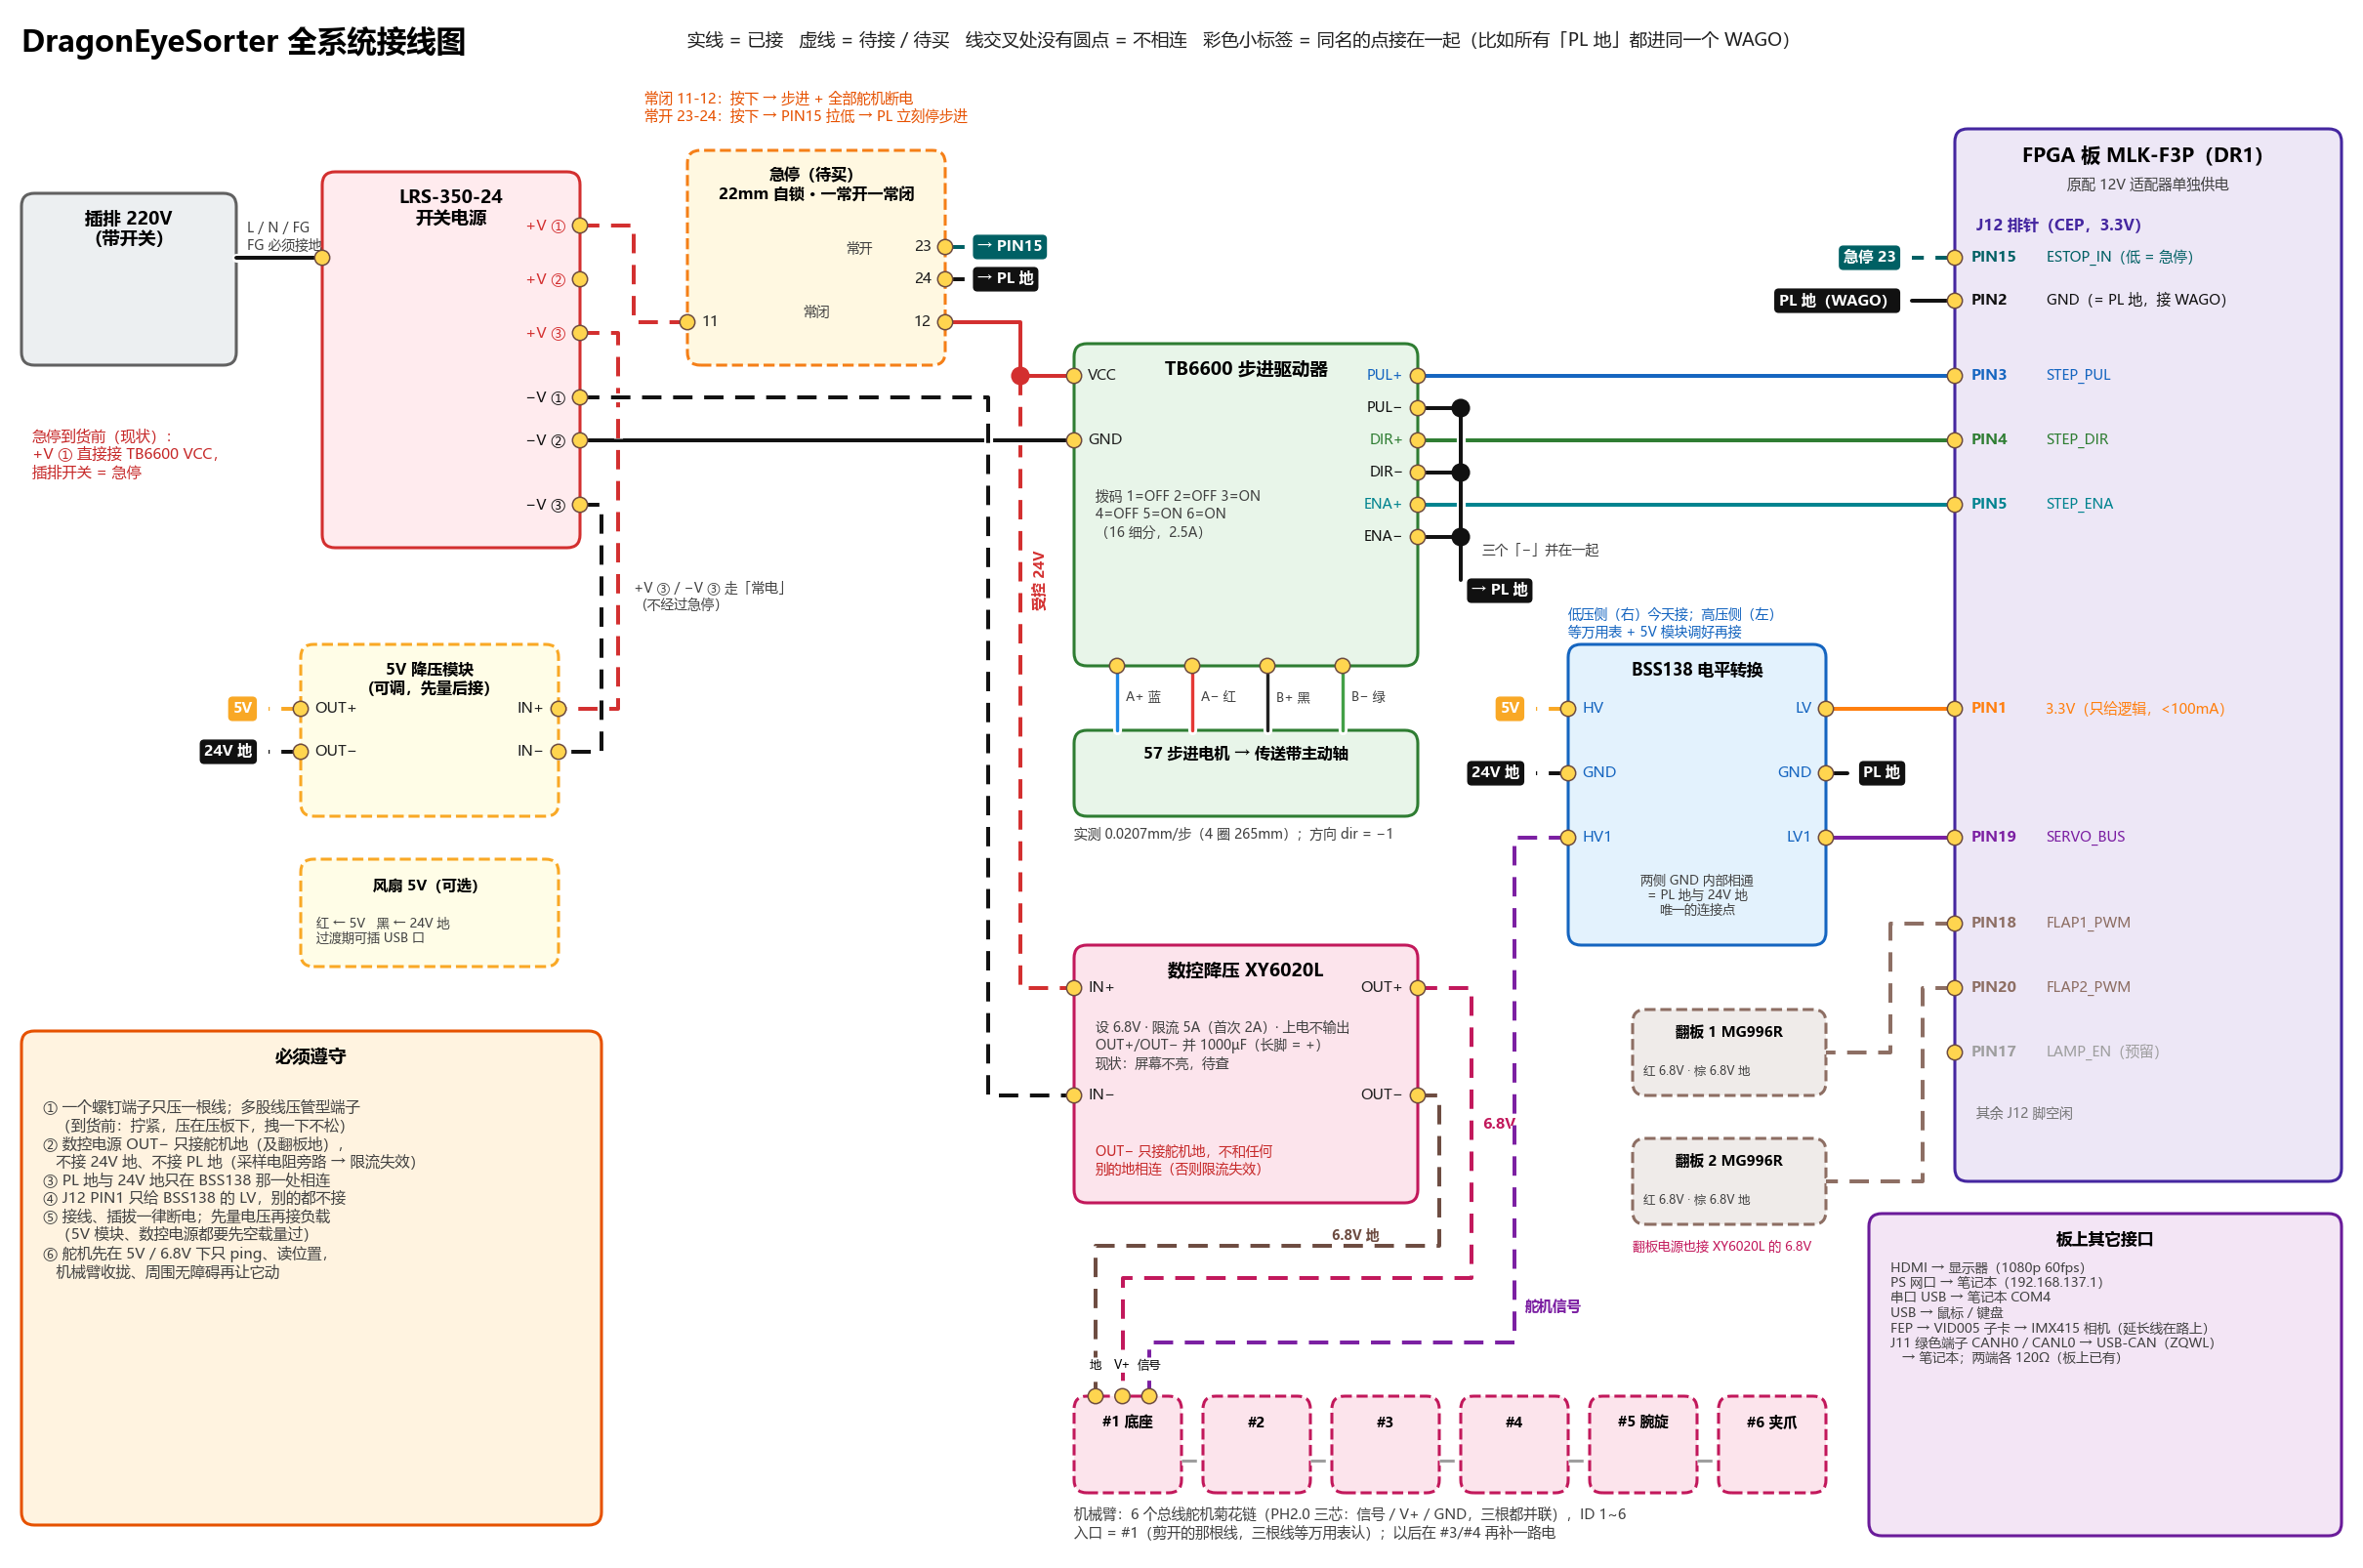 DragonEyeSorter 全系统接线图
实线 = 已接   虚线 = 待接 / 待买   线交叉处没有圆点 = 不相连   彩色小标签 = 同名的点接在一起（比如所有「PL 地」都进同一个 WAGO）
常闭 11-12：按下 → 步进 + 全部舵机断电
常开 23-24：按下 → PIN15 拉低 → PL 立刻停步进
插排 220V
（带开关）
L / N / FG
FG 必须接地
LRS-350-24
开关电源
+V ①
+V ②
+V ③
−V ①
−V ②
−V ③
急停到货前（现状）：
+V ① 直接接 TB6600 VCC，
插排开关 = 急停
急停（待买）
22mm 自锁 · 一常开一常闭
常开
23
→ PIN15
24
→ PL 地
常闭
11
12
+V ③ / −V ③ 走「常电」
（不经过急停）
受控 24V
TB6600 步进驱动器
VCC
GND
PUL+
PUL−
DIR+
DIR−
ENA+
ENA−
拨码 1=OFF 2=OFF 3=ON
4=OFF 5=ON 6=ON
（16 细分，2.5A）
三个「−」并在一起
→ PL 地
A+ 蓝
A− 红
B+ 黑
B− 绿
57 步进电机 → 传送带主动轴
实测 0.0207mm/步（4 圈 265mm）；方向 dir = −1
FPGA 板 MLK-F3P（DR1）
原配 12V 适配器单独供电
J12 排针（CEP，3.3V）
急停 23
PIN15 ESTOP_IN（低 = 急停）
PL 地（WAGO）
PIN2 GND（= PL 地，接 WAGO）
PIN3 STEP_PUL
PIN4 STEP_DIR
PIN5 STEP_ENA
PIN1 3.3V（只给逻辑，<100mA）
PIN19 SERVO_BUS
PIN18 FLAP1_PWM
PIN20 FLAP2_PWM
PIN17 LAMP_EN（预留）
其余 J12 脚空闲
低压侧（右）今天接；高压侧（左）
等万用表 + 5V 模块调好再接
BSS138 电平转换
5V
HV
LV
24V 地
GND
GND
PL 地
HV1
LV1
两侧 GND 内部相通
= PL 地与 24V 地
唯一的连接点
5V 降压模块
（可调，先量后接）
5V
OUT+
IN+
24V 地
OUT−
IN−
风扇 5V（可选）
红 ← 5V   黑 ← 24V 地
过渡期可插 USB 口
数控降压 XY6020L
IN+
OUT+
设 6.8V · 限流 5A（首次 2A）· 上电不输出
OUT+/OUT− 并 1000µF（长脚 = +）
现状：屏幕不亮，待查
IN−
OUT−
OUT− 只接舵机地，不和任何
别的地相连（否则限流失效）
6.8V
6.8V 地
舵机信号
翻板 1 MG996R
红 6.8V · 棕 6.8V 地
翻板 2 MG996R
红 6.8V · 棕 6.8V 地
翻板电源也接 XY6020L 的 6.8V
必须遵守
① 一个螺钉端子只压一根线；多股线压管型端子
（到货前：拧紧，压在压板下，拽一下不松）
② 数控电源 OUT− 只接舵机地（及翻板地），
不接 24V 地、不接 PL 地（采样电阻旁路 → 限流失效）
③ PL 地与 24V 地只在 BSS138 那一处相连
④ J12 PIN1 只给 BSS138 的 LV，别的都不接
⑤ 接线、插拔一律断电；先量电压再接负载
（5V 模块、数控电源都要先空载量过）
⑥ 舵机先在 5V / 6.8V 下只 ping、读位置，
机械臂收拢、周围无障碍再让它动
板上其它接口
HDMI → 显示器（1080p 60fps）
PS 网口 → 笔记本（192.168.137.1）
串口 USB → 笔记本 COM4
USB → 鼠标 / 键盘
FEP → VID005 子卡 → IMX415 相机（延长线在路上）
J11 绿色端子 CANH0 / CANL0 → USB-CAN（ZQWL）
→ 笔记本；两端各 120Ω（板上已有）
地
V+
信号
#1 底座
#2
#3
#4
#5 腕旋
#6 夹爪
机械臂：6 个总线舵机菊花链（PH2.0 三芯：信号 / V+ / GND，三根都并联），ID 1~6
入口 = #1（剪开的那根线，三根线等万用表认）；以后在 #3/#4 再补一路电